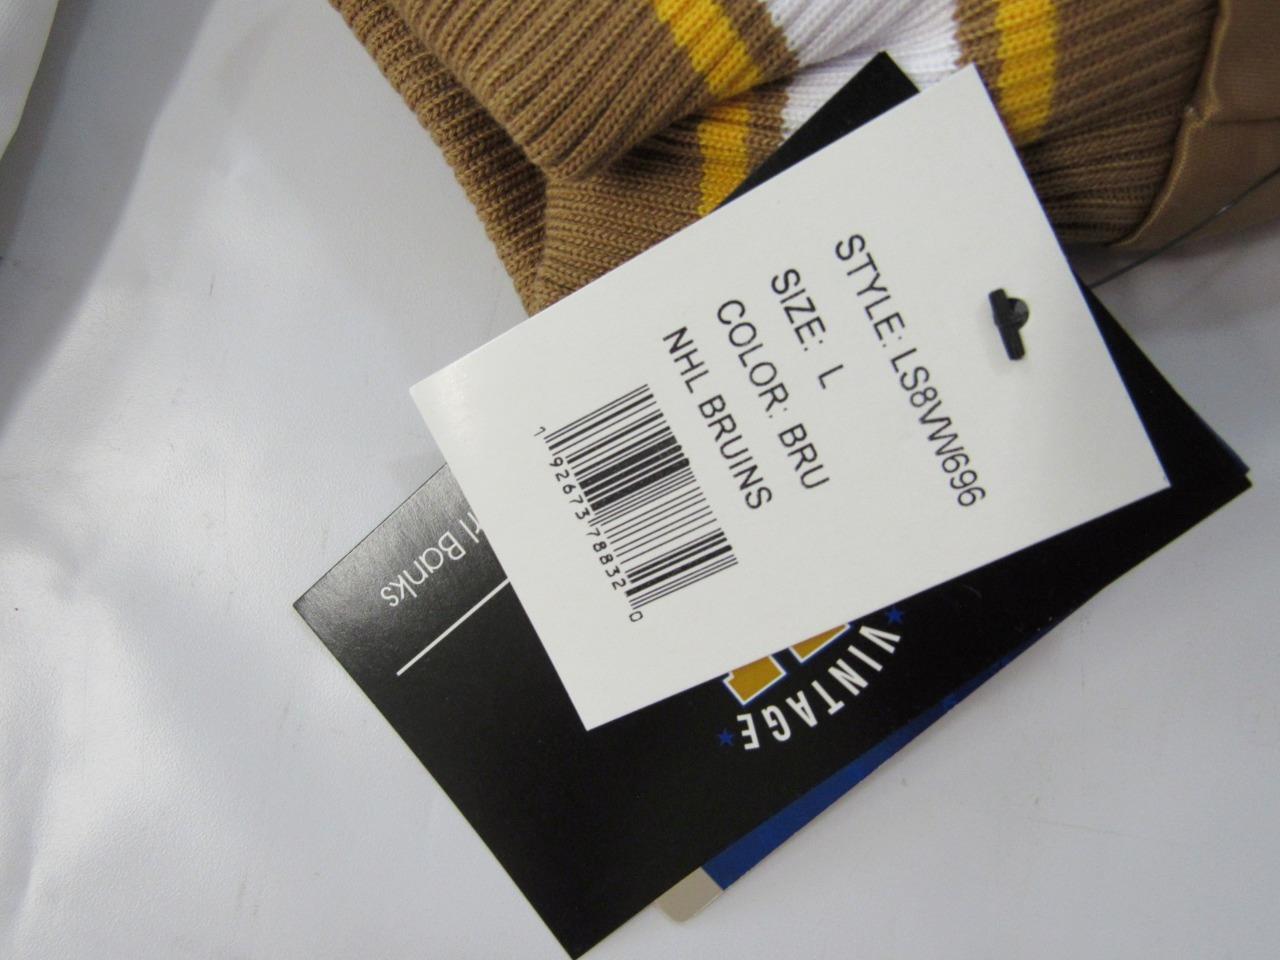 STYLE: LS8VW696
SIZE: L
COLOR: BRU
NHL BRUINS
1 92673 78832 0
Banks
VINTAGE